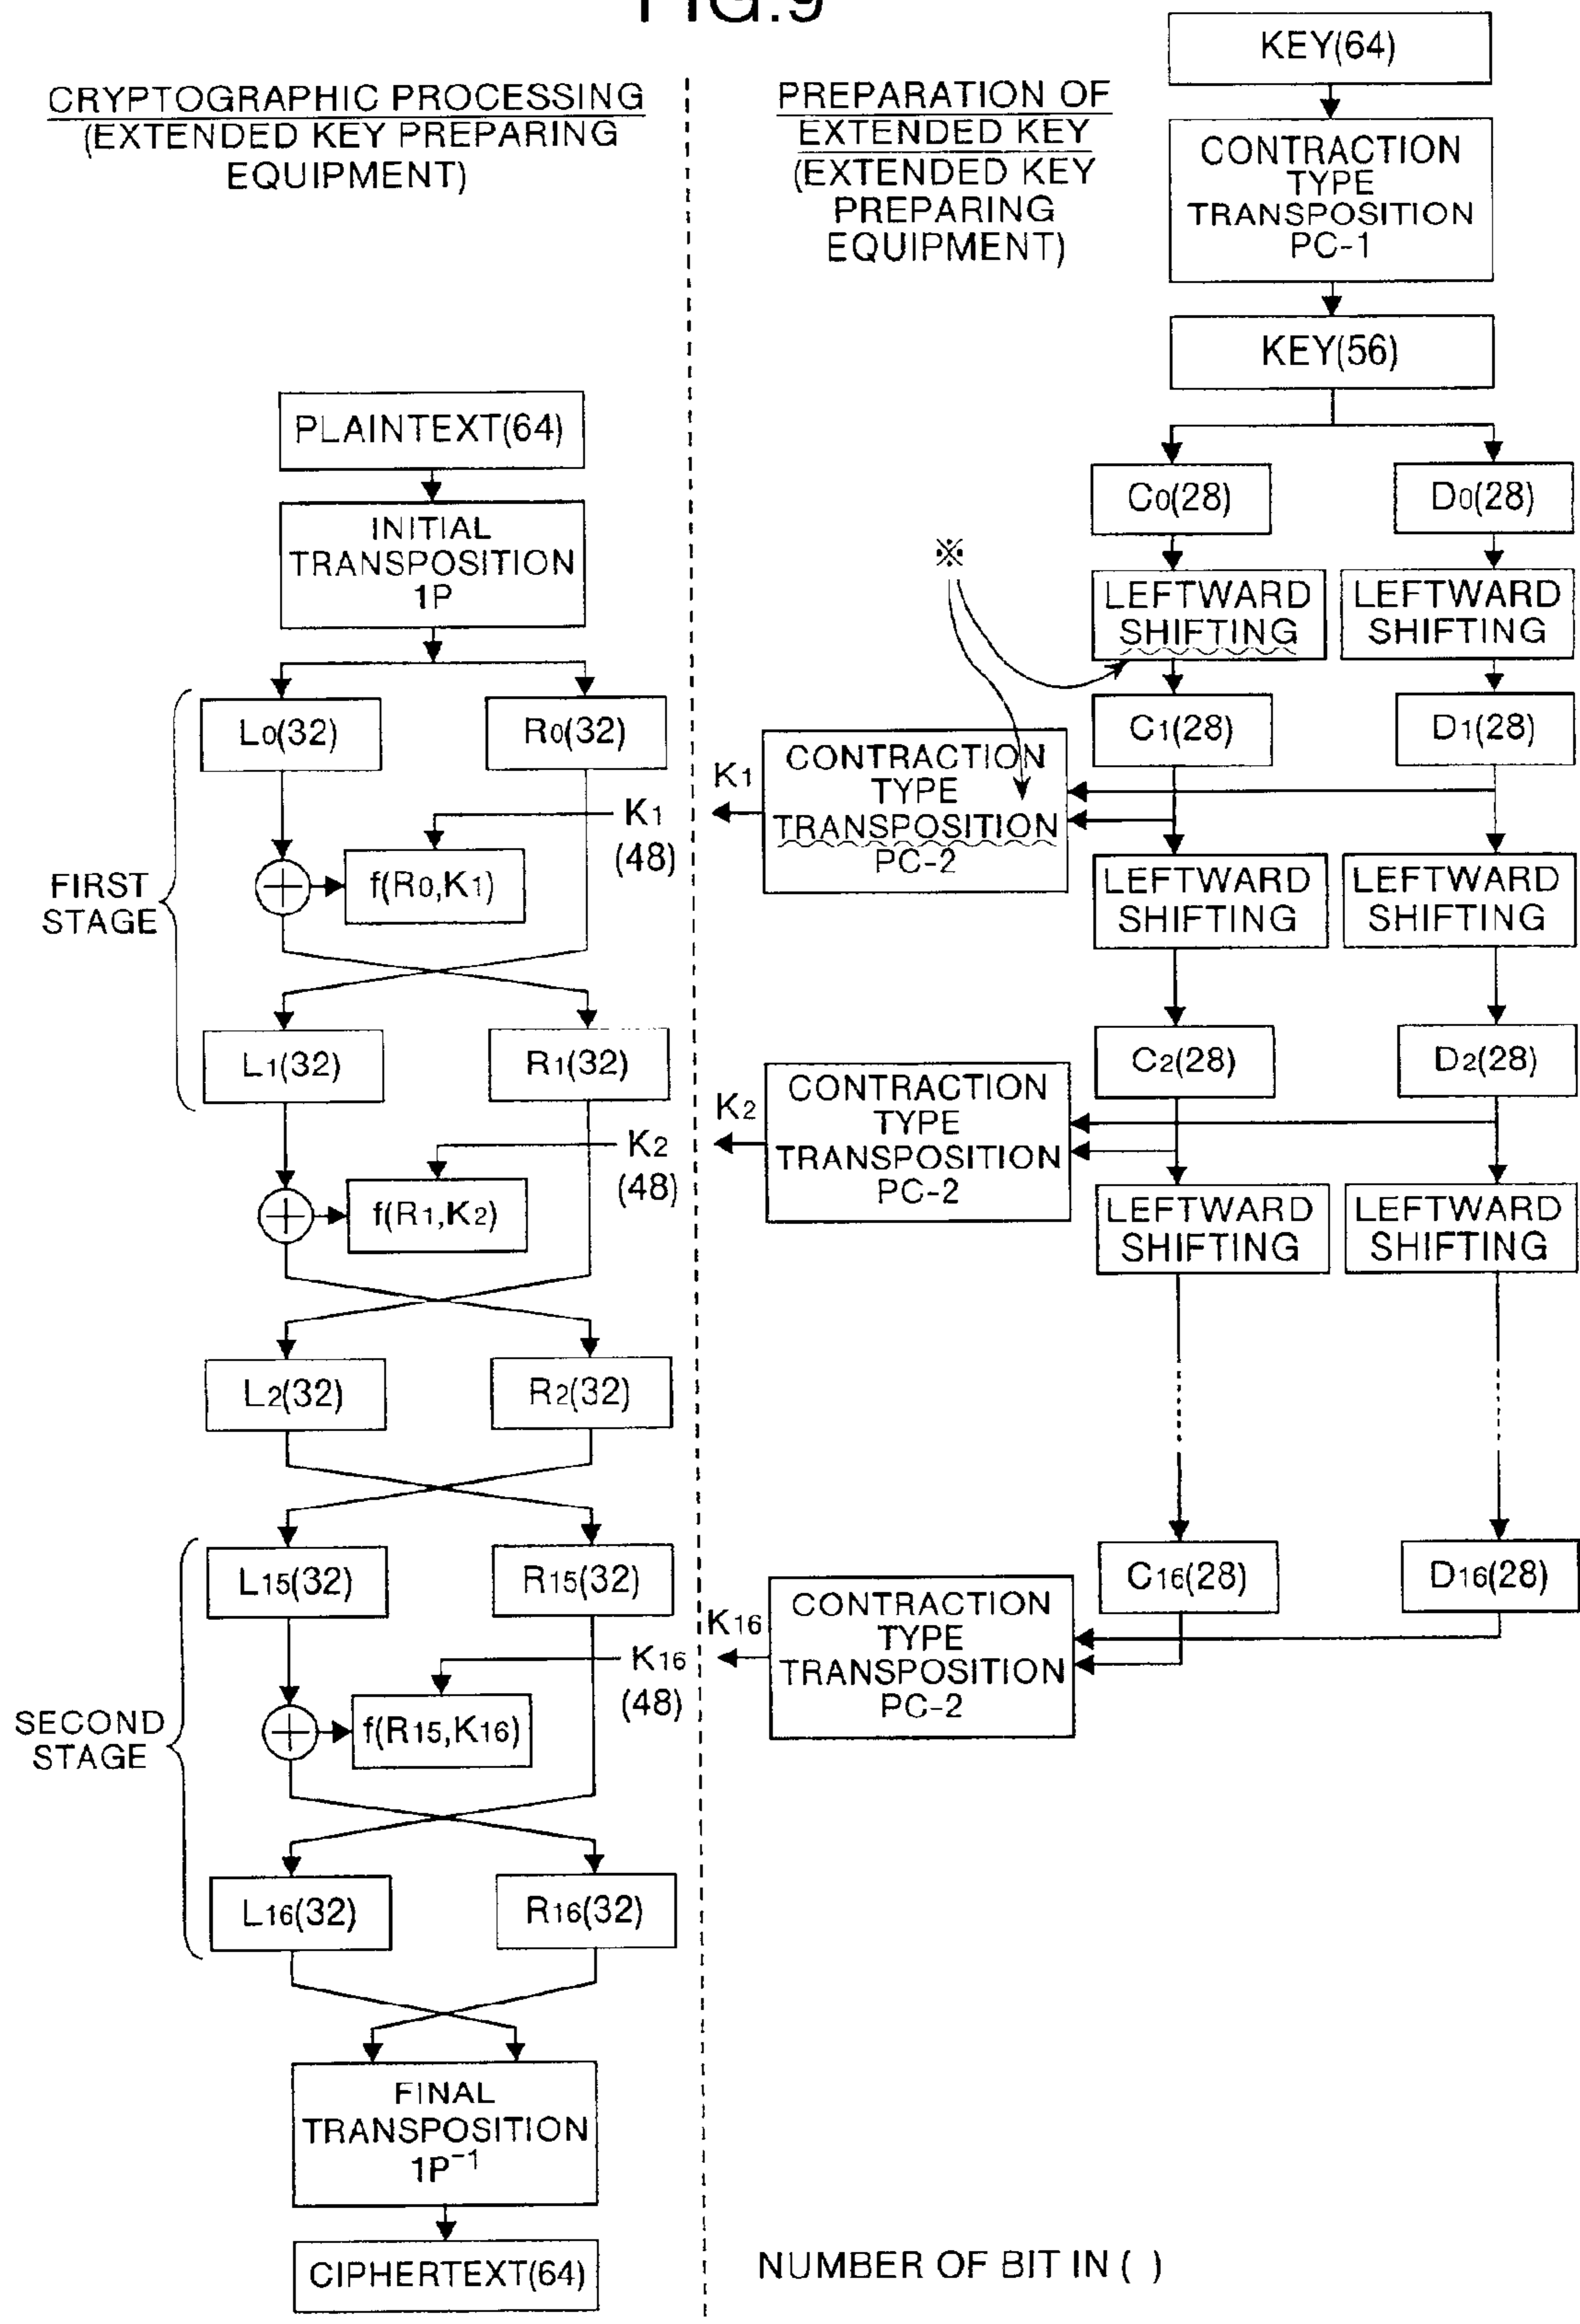 FIG.9
CRYPTOGRAPHIC PROCESSING
(EXTENDED KEY PREPARING
EQUIPMENT)
PLAINTEXT(64)
INITIAL
TRANSPOSITION
1P
L0(32)
R0(32)
K1
(48)
f(R0,K1)
FIRST
STAGE
L1(32)
R1(32)
K2
(48)
f(R1,K2)
L2(32)
R2(32)
L15(32)
R15(32)
K16
(48)
f(R15,K16)
SECOND
STAGE
L16(32)
R16(32)
FINAL
TRANSPOSITION
1P⁻¹
CIPHERTEXT(64)
PREPARATION OF
EXTENDED KEY
(EXTENDED KEY
PREPARING
EQUIPMENT)
KEY(64)
CONTRACTION
TYPE
TRANSPOSITION
PC-1
KEY(56)
C0(28)
D0(28)
※
LEFTWARD
SHIFTING
LEFTWARD
SHIFTING
C1(28)
D1(28)
K1
CONTRACTION
TYPE
TRANSPOSITION
PC-2
LEFTWARD
SHIFTING
LEFTWARD
SHIFTING
C2(28)
D2(28)
K2
CONTRACTION
TYPE
TRANSPOSITION
PC-2
LEFTWARD
SHIFTING
LEFTWARD
SHIFTING
C16(28)
D16(28)
K16
CONTRACTION
TYPE
TRANSPOSITION
PC-2
NUMBER OF BIT IN ( )